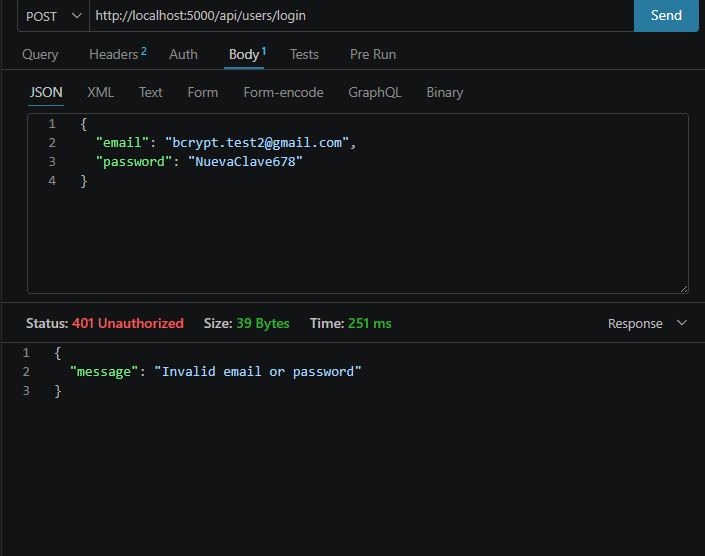 POST http://localhost:5000/api/users/login Send
Query Headers 2 Auth Body 1 Tests Pre Run
JSON XML Text Form Form-encode GraphQL Binary
1 {
2 "email": "bcrypt.test2@gmail.com",
3 "password": "NuevaClave678"
4 }
Status: 401 Unauthorized Size: 39 Bytes Time: 251 ms Response
1 {
2 "message": "Invalid email or password"
3 }